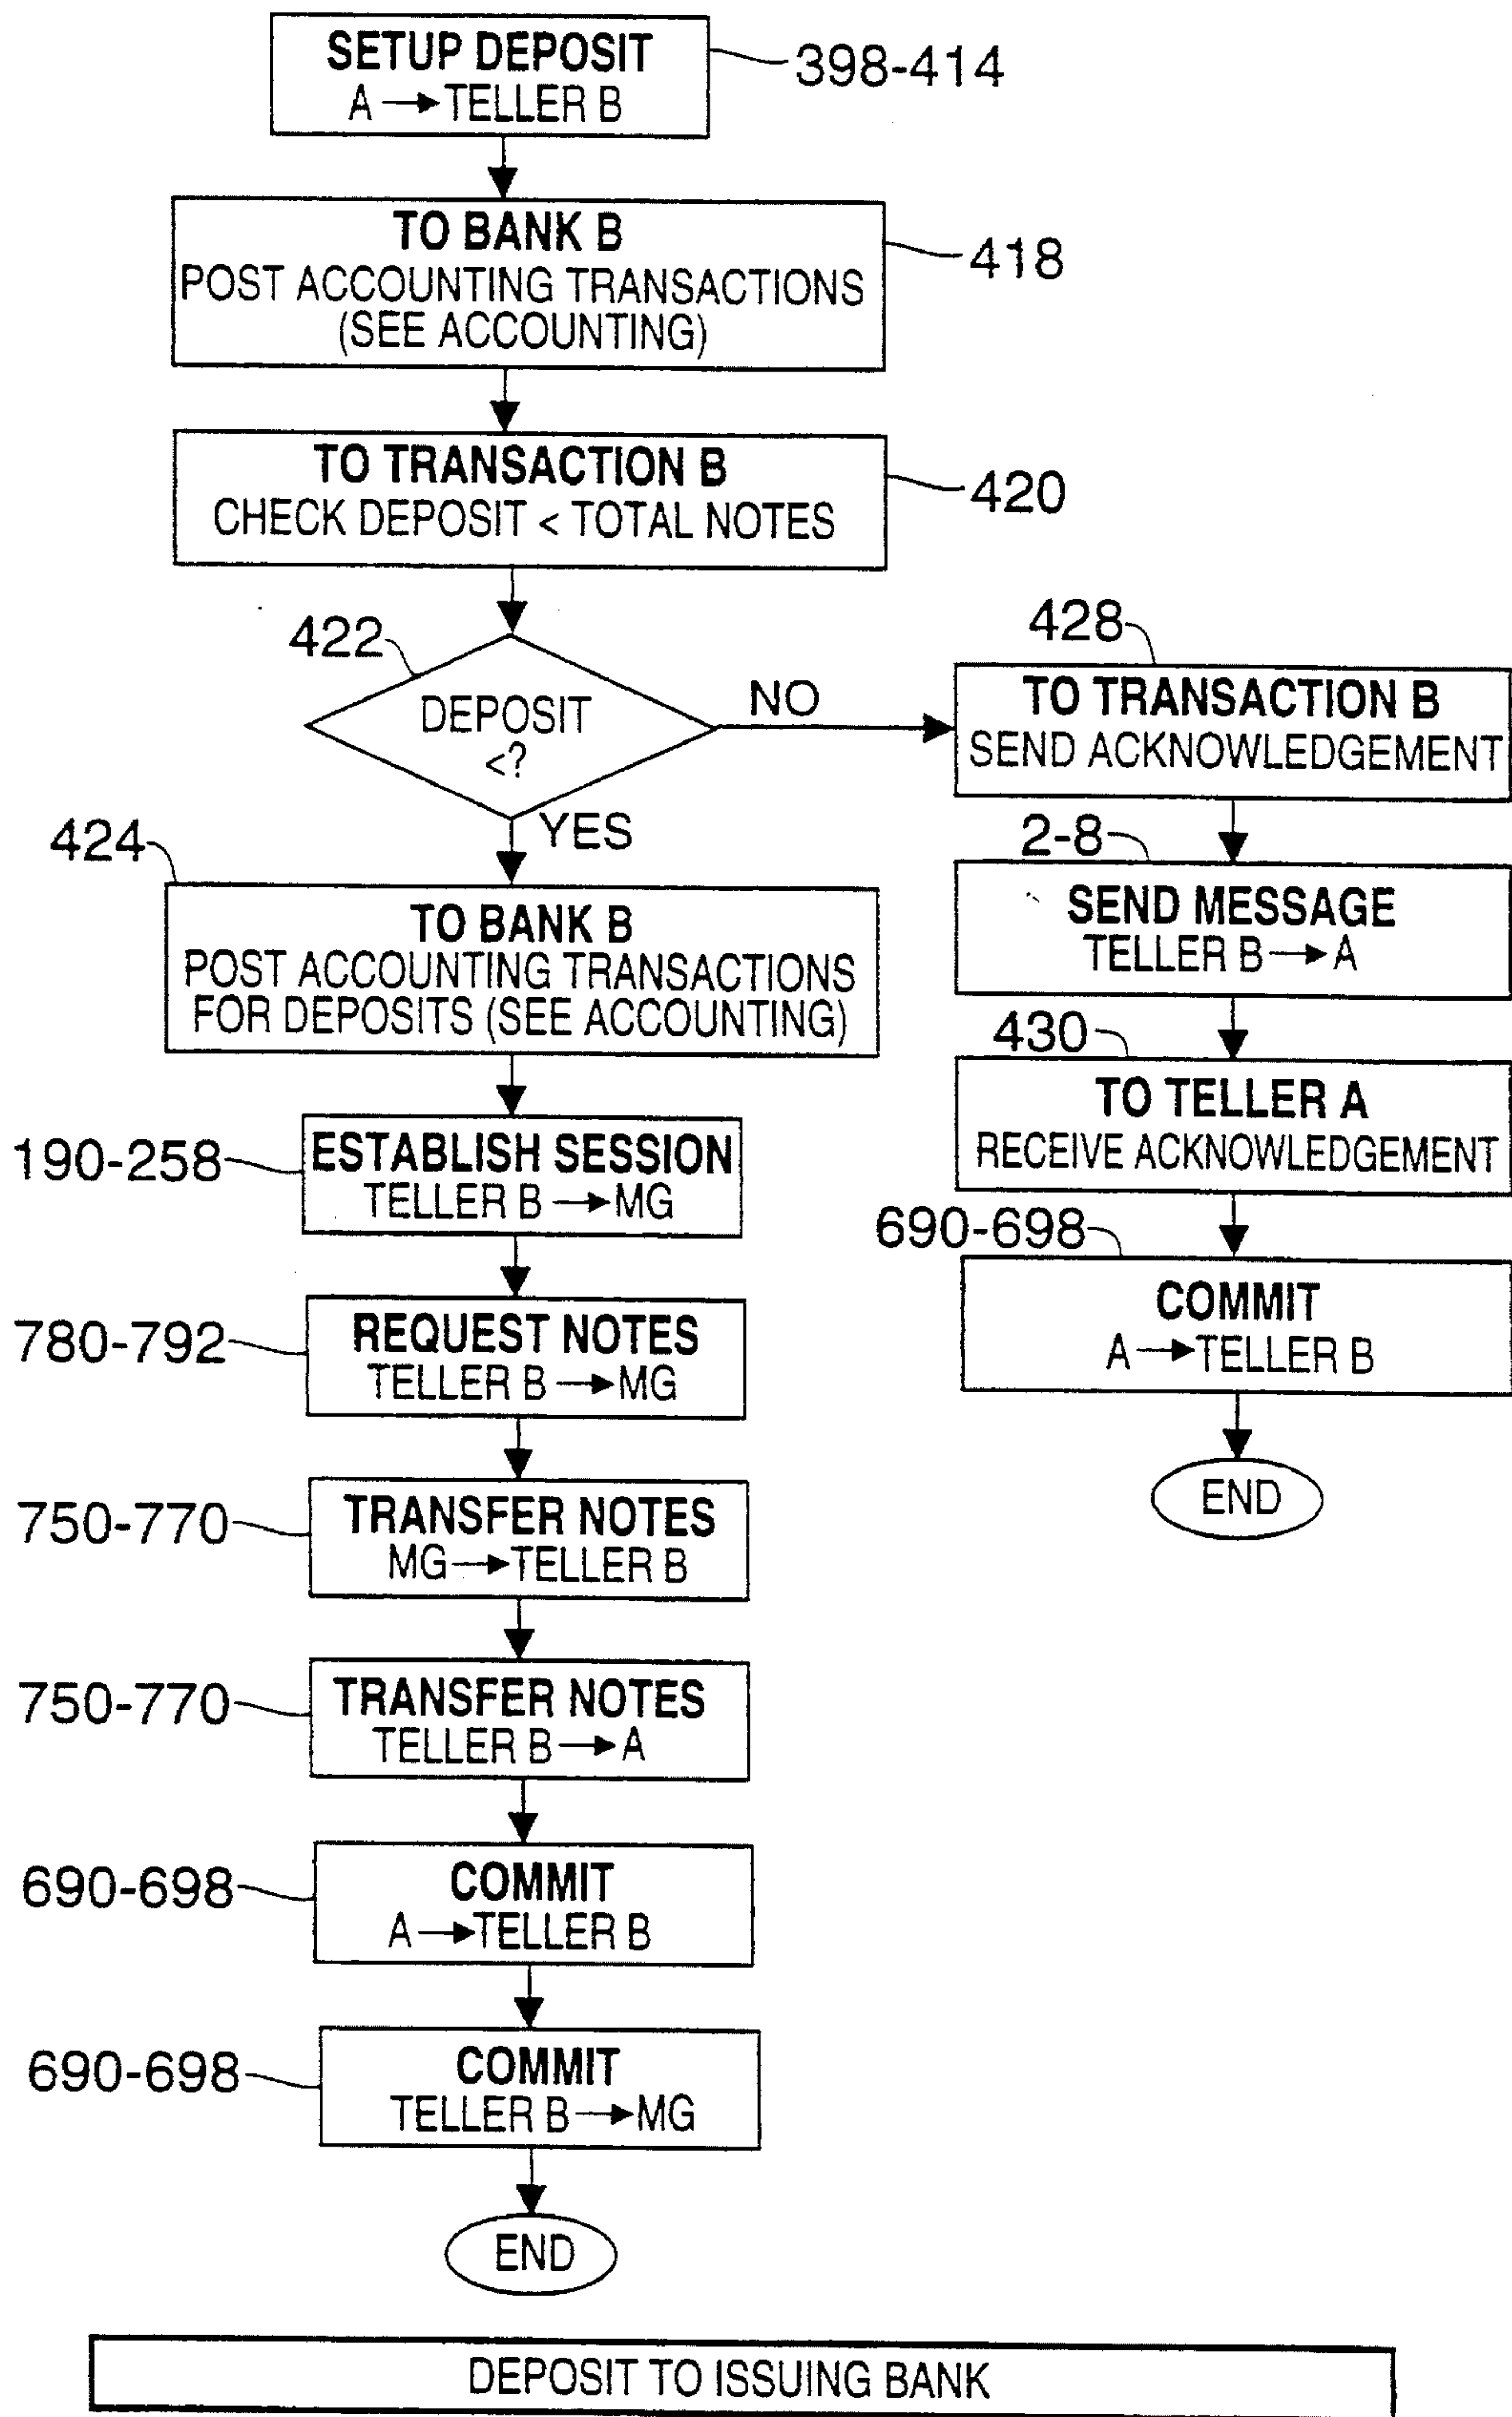 SETUP DEPOSIT
A → TELLER B
398-414
TO BANK B
POST ACCOUNTING TRANSACTIONS
(SEE ACCOUNTING)
418
TO TRANSACTION B
CHECK DEPOSIT < TOTAL NOTES
420
422
DEPOSIT
<?
NO
YES
428
TO TRANSACTION B
SEND ACKNOWLEDGEMENT
2-8
SEND MESSAGE
TELLER B → A
430
TO TELLER A
RECEIVE ACKNOWLEDGEMENT
690-698
COMMIT
A → TELLER B
END
424
TO BANK B
POST ACCOUNTING TRANSACTIONS
FOR DEPOSITS (SEE ACCOUNTING)
190-258
ESTABLISH SESSION
TELLER B → MG
780-792
REQUEST NOTES
TELLER B → MG
750-770
TRANSFER NOTES
MG → TELLER B
750-770
TRANSFER NOTES
TELLER B → A
690-698
COMMIT
A → TELLER B
690-698
COMMIT
TELLER B → MG
END
DEPOSIT TO ISSUING BANK